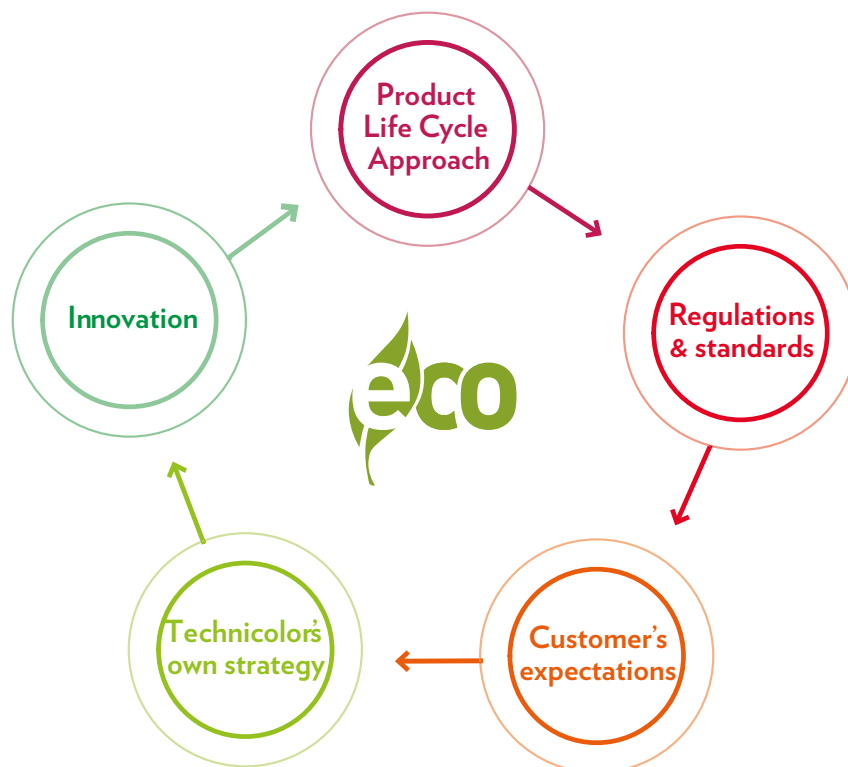 Product
Life Cycle
Approach
Regulations
& standards
Customer's
expectations
Technicolor's
own strategy
Innovation
eco